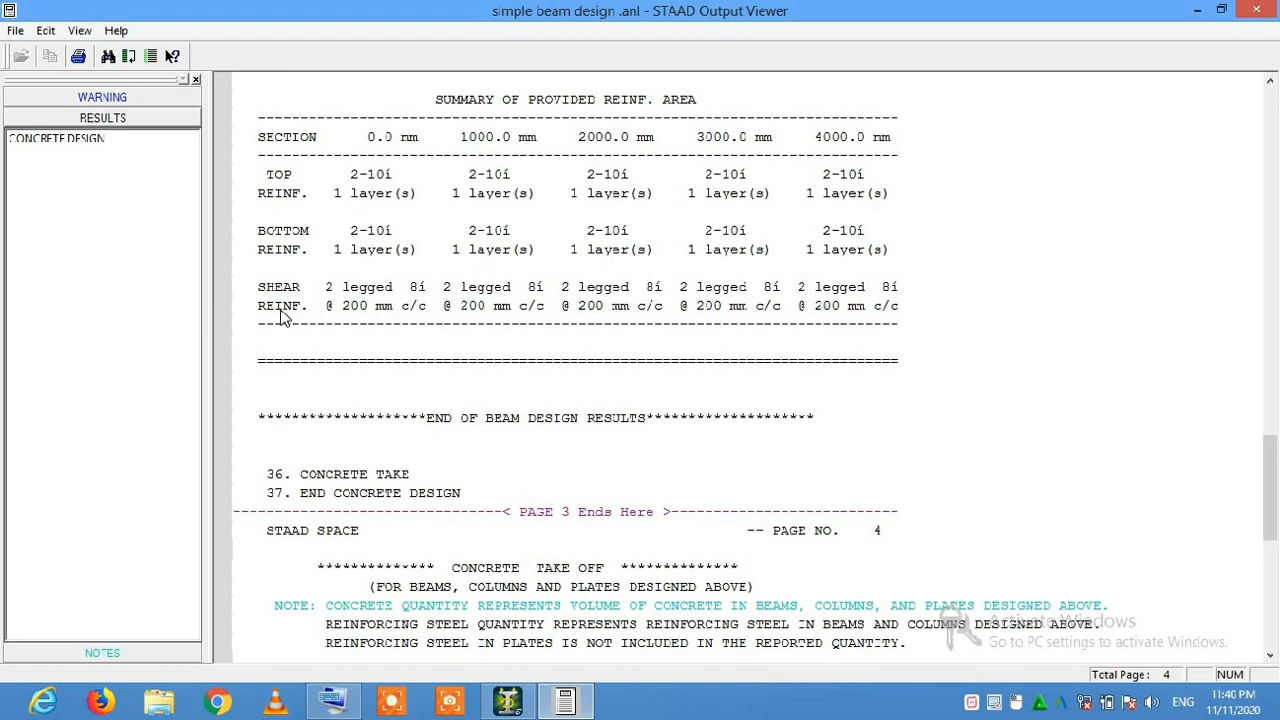 simple beam design .anl - STAAD Output Viewer
File Edit View Help
WARNING
RESULTS
CONCRETE DESIGN
NOTES
SUMMARY OF PROVIDED REINF. AREA
----------------------------------------------------------------------------
SECTION 0.0 mm 1000.0 mm 2000.0 mm 3000.0 mm 4000.0 mm
----------------------------------------------------------------------------
TOP 2-10í 2-10í 2-10í 2-10í 2-10í
REINF. 1 layer(s) 1 layer(s) 1 layer(s) 1 layer(s) 1 layer(s)
BOTTOM 2-10í 2-10í 2-10í 2-10í 2-10í
REINF. 1 layer(s) 1 layer(s) 1 layer(s) 1 layer(s) 1 layer(s)
SHEAR 2 legged 8í 2 legged 8í 2 legged 8í 2 legged 8í 2 legged 8í
REINF. @ 200 mm c/c @ 200 mm c/c @ 200 mm c/c @ 200 mm c/c @ 200 mm c/c
----------------------------------------------------------------------------
============================================================================
********************END OF BEAM DESIGN RESULTS********************
36. CONCRETE TAKE
37. END CONCRETE DESIGN
--------------------------------< PAGE 3 Ends Here >---------------------------
STAAD SPACE -- PAGE NO. 4
************** CONCRETE TAKE OFF **************
(FOR BEAMS, COLUMNS AND PLATES DESIGNED ABOVE)
NOTE: CONCRETE QUANTITY REPRESENTS VOLUME OF CONCRETE IN BEAMS, COLUMNS, AND PLATES DESIGNED ABOVE.
REINFORCING STEEL QUANTITY REPRESENTS REINFORCING STEEL IN BEAMS AND COLUMNS DESIGNED ABOVE.
REINFORCING STEEL IN PLATES IS NOT INCLUDED IN THE REPORTED QUANTITY.
Activate Windows
Go to PC settings to activate Windows.
Total Page: 4 NUM
ENG
11:40 PM
11/11/2020